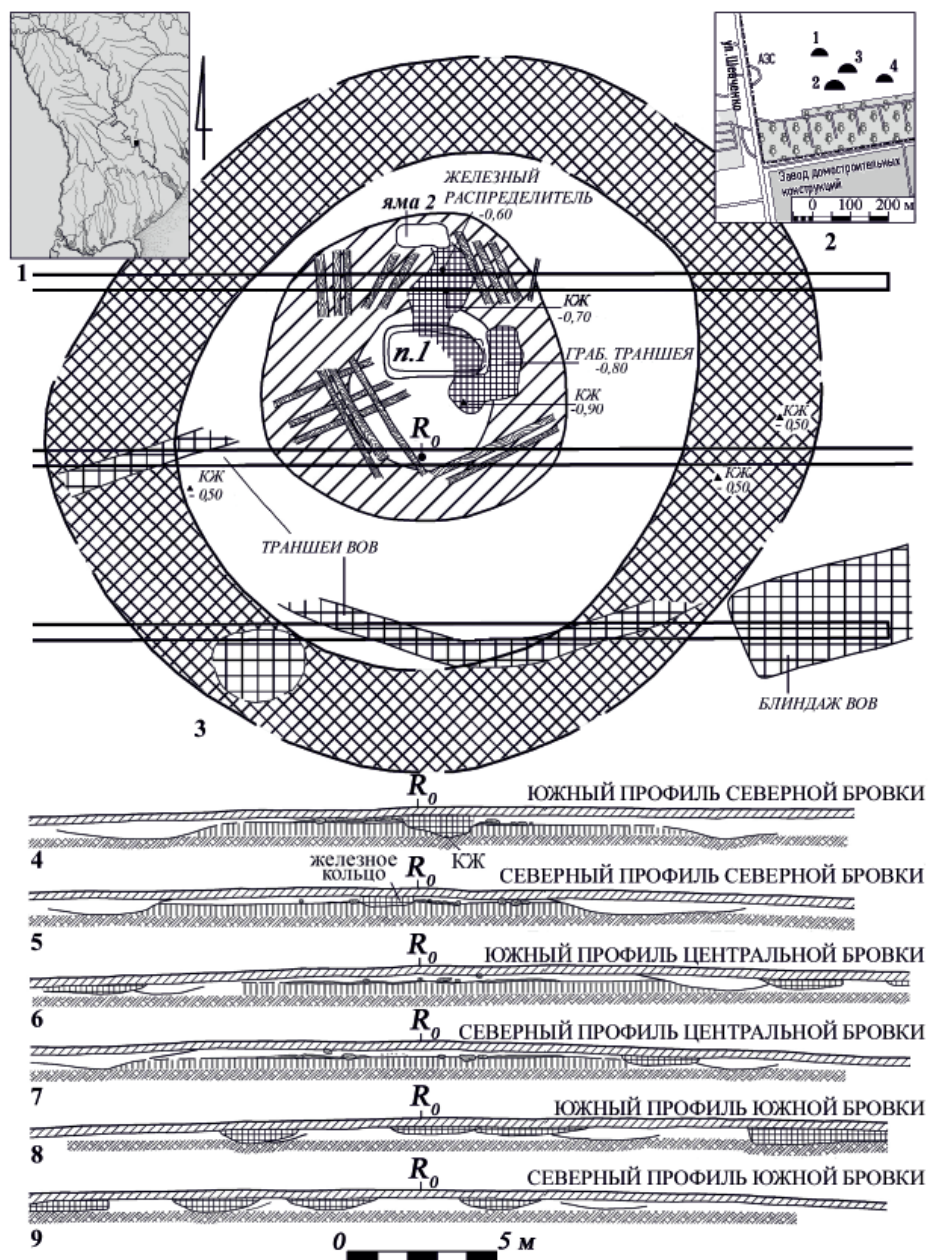 1
ул. Шевченко
АЗС
1
3
2
4
Завод домостроительных
конструкций
0 100 200 м
2
ЖЕЛЕЗНЫЙ
РАСПРЕДЕЛИТЕЛЬ
-0,60
яма 2
КЖ
-0,70
п.1
ГРАБ. ТРАНШЕЯ
-0,80
КЖ
-0,90
R₀
КЖ
- 0,50
КЖ
- 0,50
КЖ
- 0,50
ТРАНШЕИ ВОВ
БЛИНДАЖ ВОВ
3
R₀
ЮЖНЫЙ ПРОФИЛЬ СЕВЕРНОЙ БРОВКИ
4
КЖ
железное
кольцо
R₀
СЕВЕРНЫЙ ПРОФИЛЬ СЕВЕРНОЙ БРОВКИ
5
R₀
ЮЖНЫЙ ПРОФИЛЬ ЦЕНТРАЛЬНОЙ БРОВКИ
6
R₀
СЕВЕРНЫЙ ПРОФИЛЬ ЦЕНТРАЛЬНОЙ БРОВКИ
7
R₀
ЮЖНЫЙ ПРОФИЛЬ ЮЖНОЙ БРОВКИ
8
R₀
СЕВЕРНЫЙ ПРОФИЛЬ ЮЖНОЙ БРОВКИ
9
0 5 м